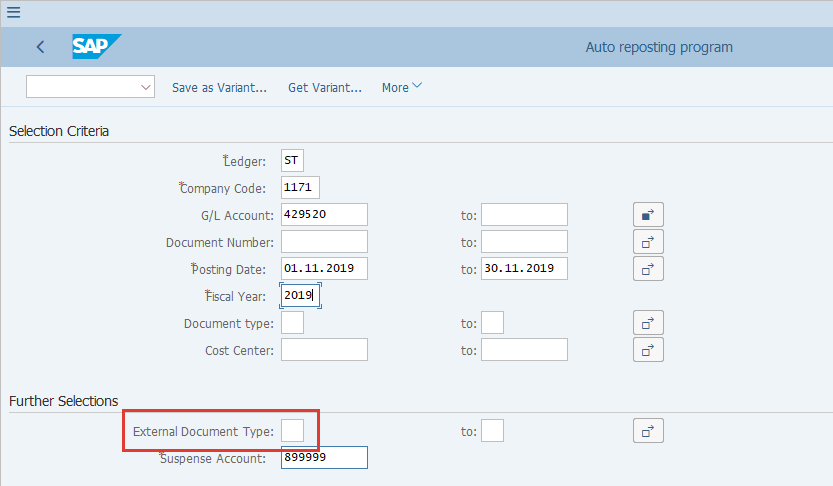 SAP Auto reposting program
Save as Variant... Get Variant... More
Selection Criteria
*Ledger: ST
*Company Code: 1171
G/L Account: 429520 to:
Document Number: to:
*Posting Date: 01.11.2019 to: 30.11.2019
*Fiscal Year: 2019
Document type: to:
Cost Center: to:
Further Selections
External Document Type: to:
*Suspense Account: 899999